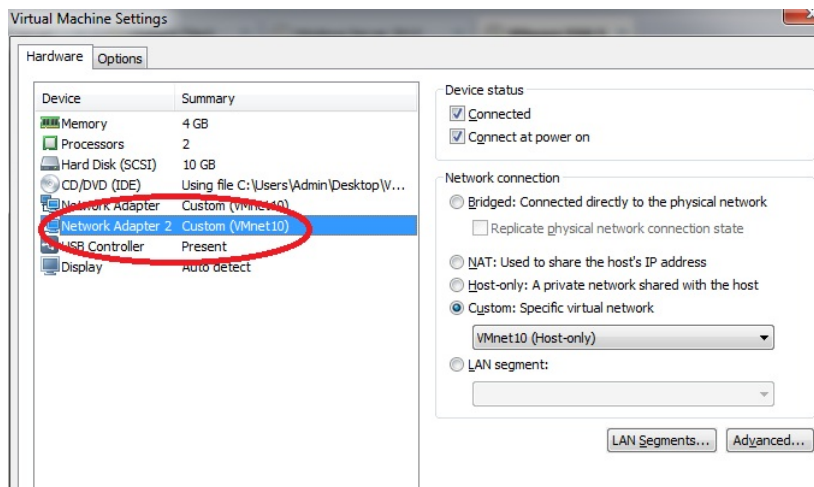 Virtual Machine Settings
Hardware Options
Device Summary
Memory 4 GB
Processors 2
Hard Disk (SCSI) 10 GB
CD/DVD (IDE) Using file C:\Users\Admin\Desktop\V...
Network Adapter Custom (VMnet10)
Network Adapter 2 Custom (VMnet10)
USB Controller Present
Display Auto detect
Device status
Connected
Connect at power on
Network connection
Bridged: Connected directly to the physical network
Replicate physical network connection state
NAT: Used to share the host's IP address
Host-only: A private network shared with the host
Custom: Specific virtual network
VMnet10 (Host-only)
LAN segment:
LAN Segments... Advanced...